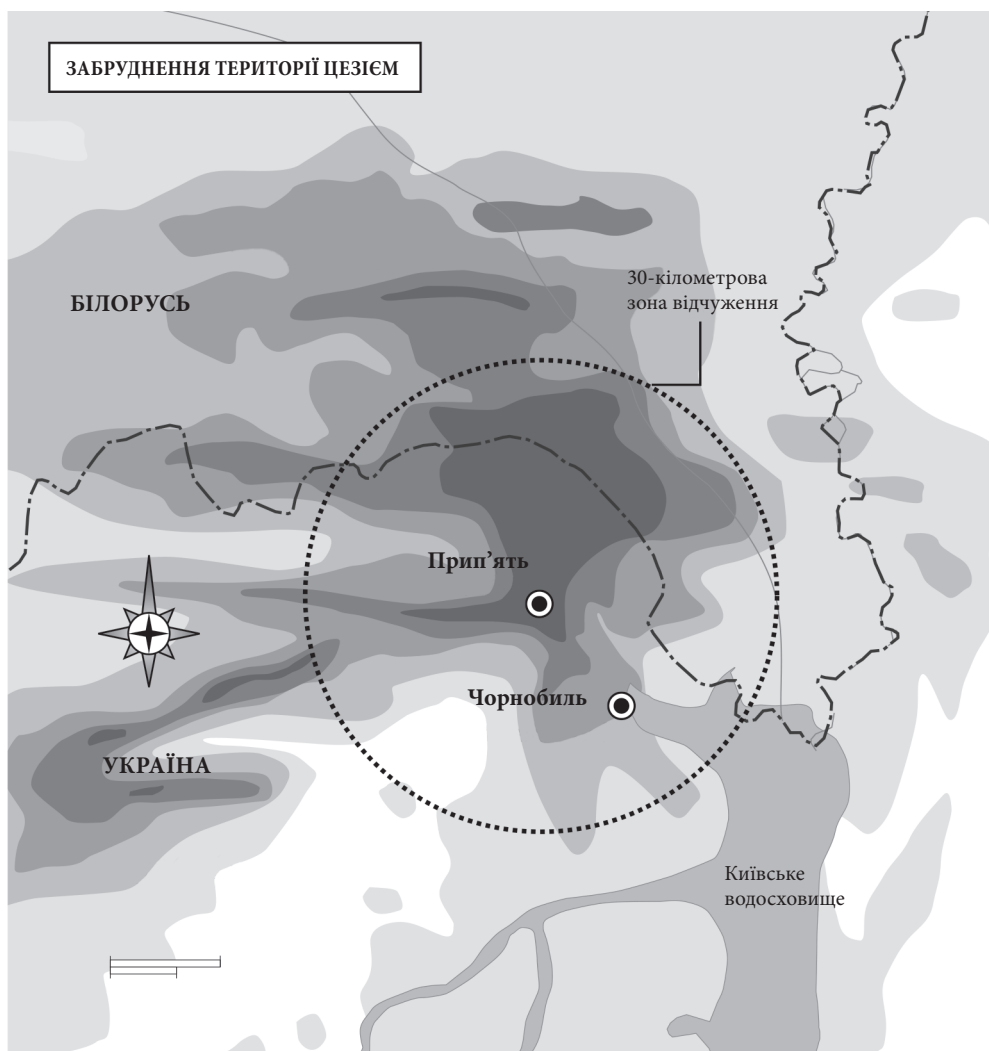 ЗАБРУДНЕННЯ ТЕРИТОРІЇ ЦЕЗІЄМ
30-кілометрова
зона відчуження
БІЛОРУСЬ
Прип’ять
Чорнобиль
УКРАЇНА
Київське
водосховище